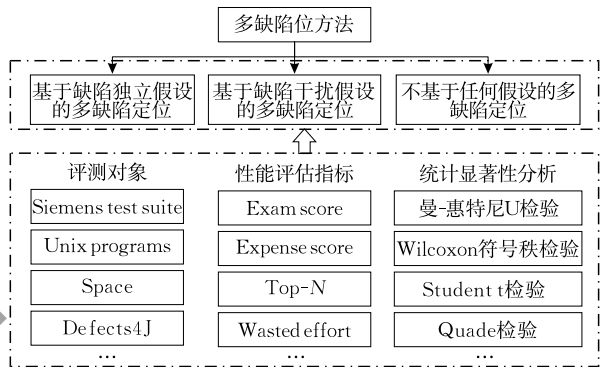 多缺陷位方法
基于缺陷独立假设
的多缺陷定位
基于缺陷干扰假设
的多缺陷定位
不基于任何假设的多
缺陷定位
评测对象
Siemens test suite
Unix programs
Space
Defects4J
...
性能评估指标
Exam score
Expense score
Top-N
Wasted effort
...
统计显著性分析
曼-惠特尼U检验
Wilcoxon符号秩检验
Student t检验
Quade检验
...